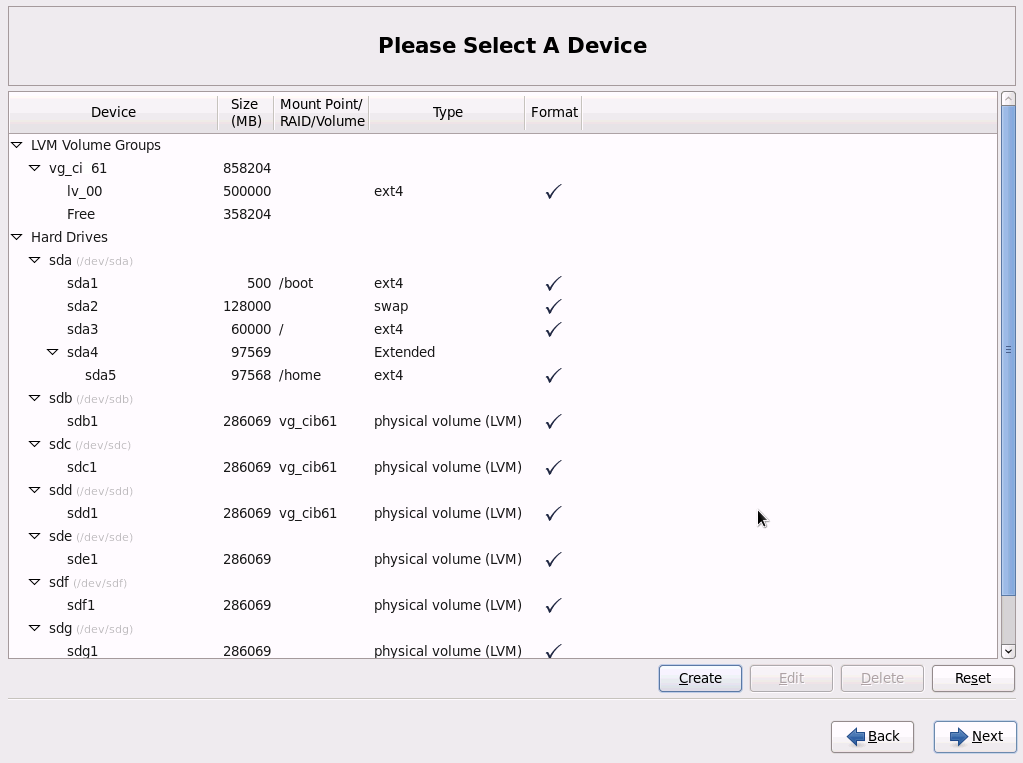 Please Select A Device
Device Size (MB) Mount Point/ RAID/Volume Type Format
LVM Volume Groups
vg_ci 61 858204
lv_00 500000 ext4
Free 358204
Hard Drives
sda (/dev/sda)
sda1 500 /boot ext4
sda2 128000 swap
sda3 60000 / ext4
sda4 97569 Extended
sda5 97568 /home ext4
sdb (/dev/sdb)
sdb1 286069 vg_cib61 physical volume (LVM)
sdc (/dev/sdc)
sdc1 286069 vg_cib61 physical volume (LVM)
sdd (/dev/sdd)
sdd1 286069 vg_cib61 physical volume (LVM)
sde (/dev/sde)
sde1 286069 physical volume (LVM)
sdf (/dev/sdf)
sdf1 286069 physical volume (LVM)
sdg (/dev/sdg)
sdg1 286069 physical volume (LVM)
Create Edit Delete Reset
Back Next